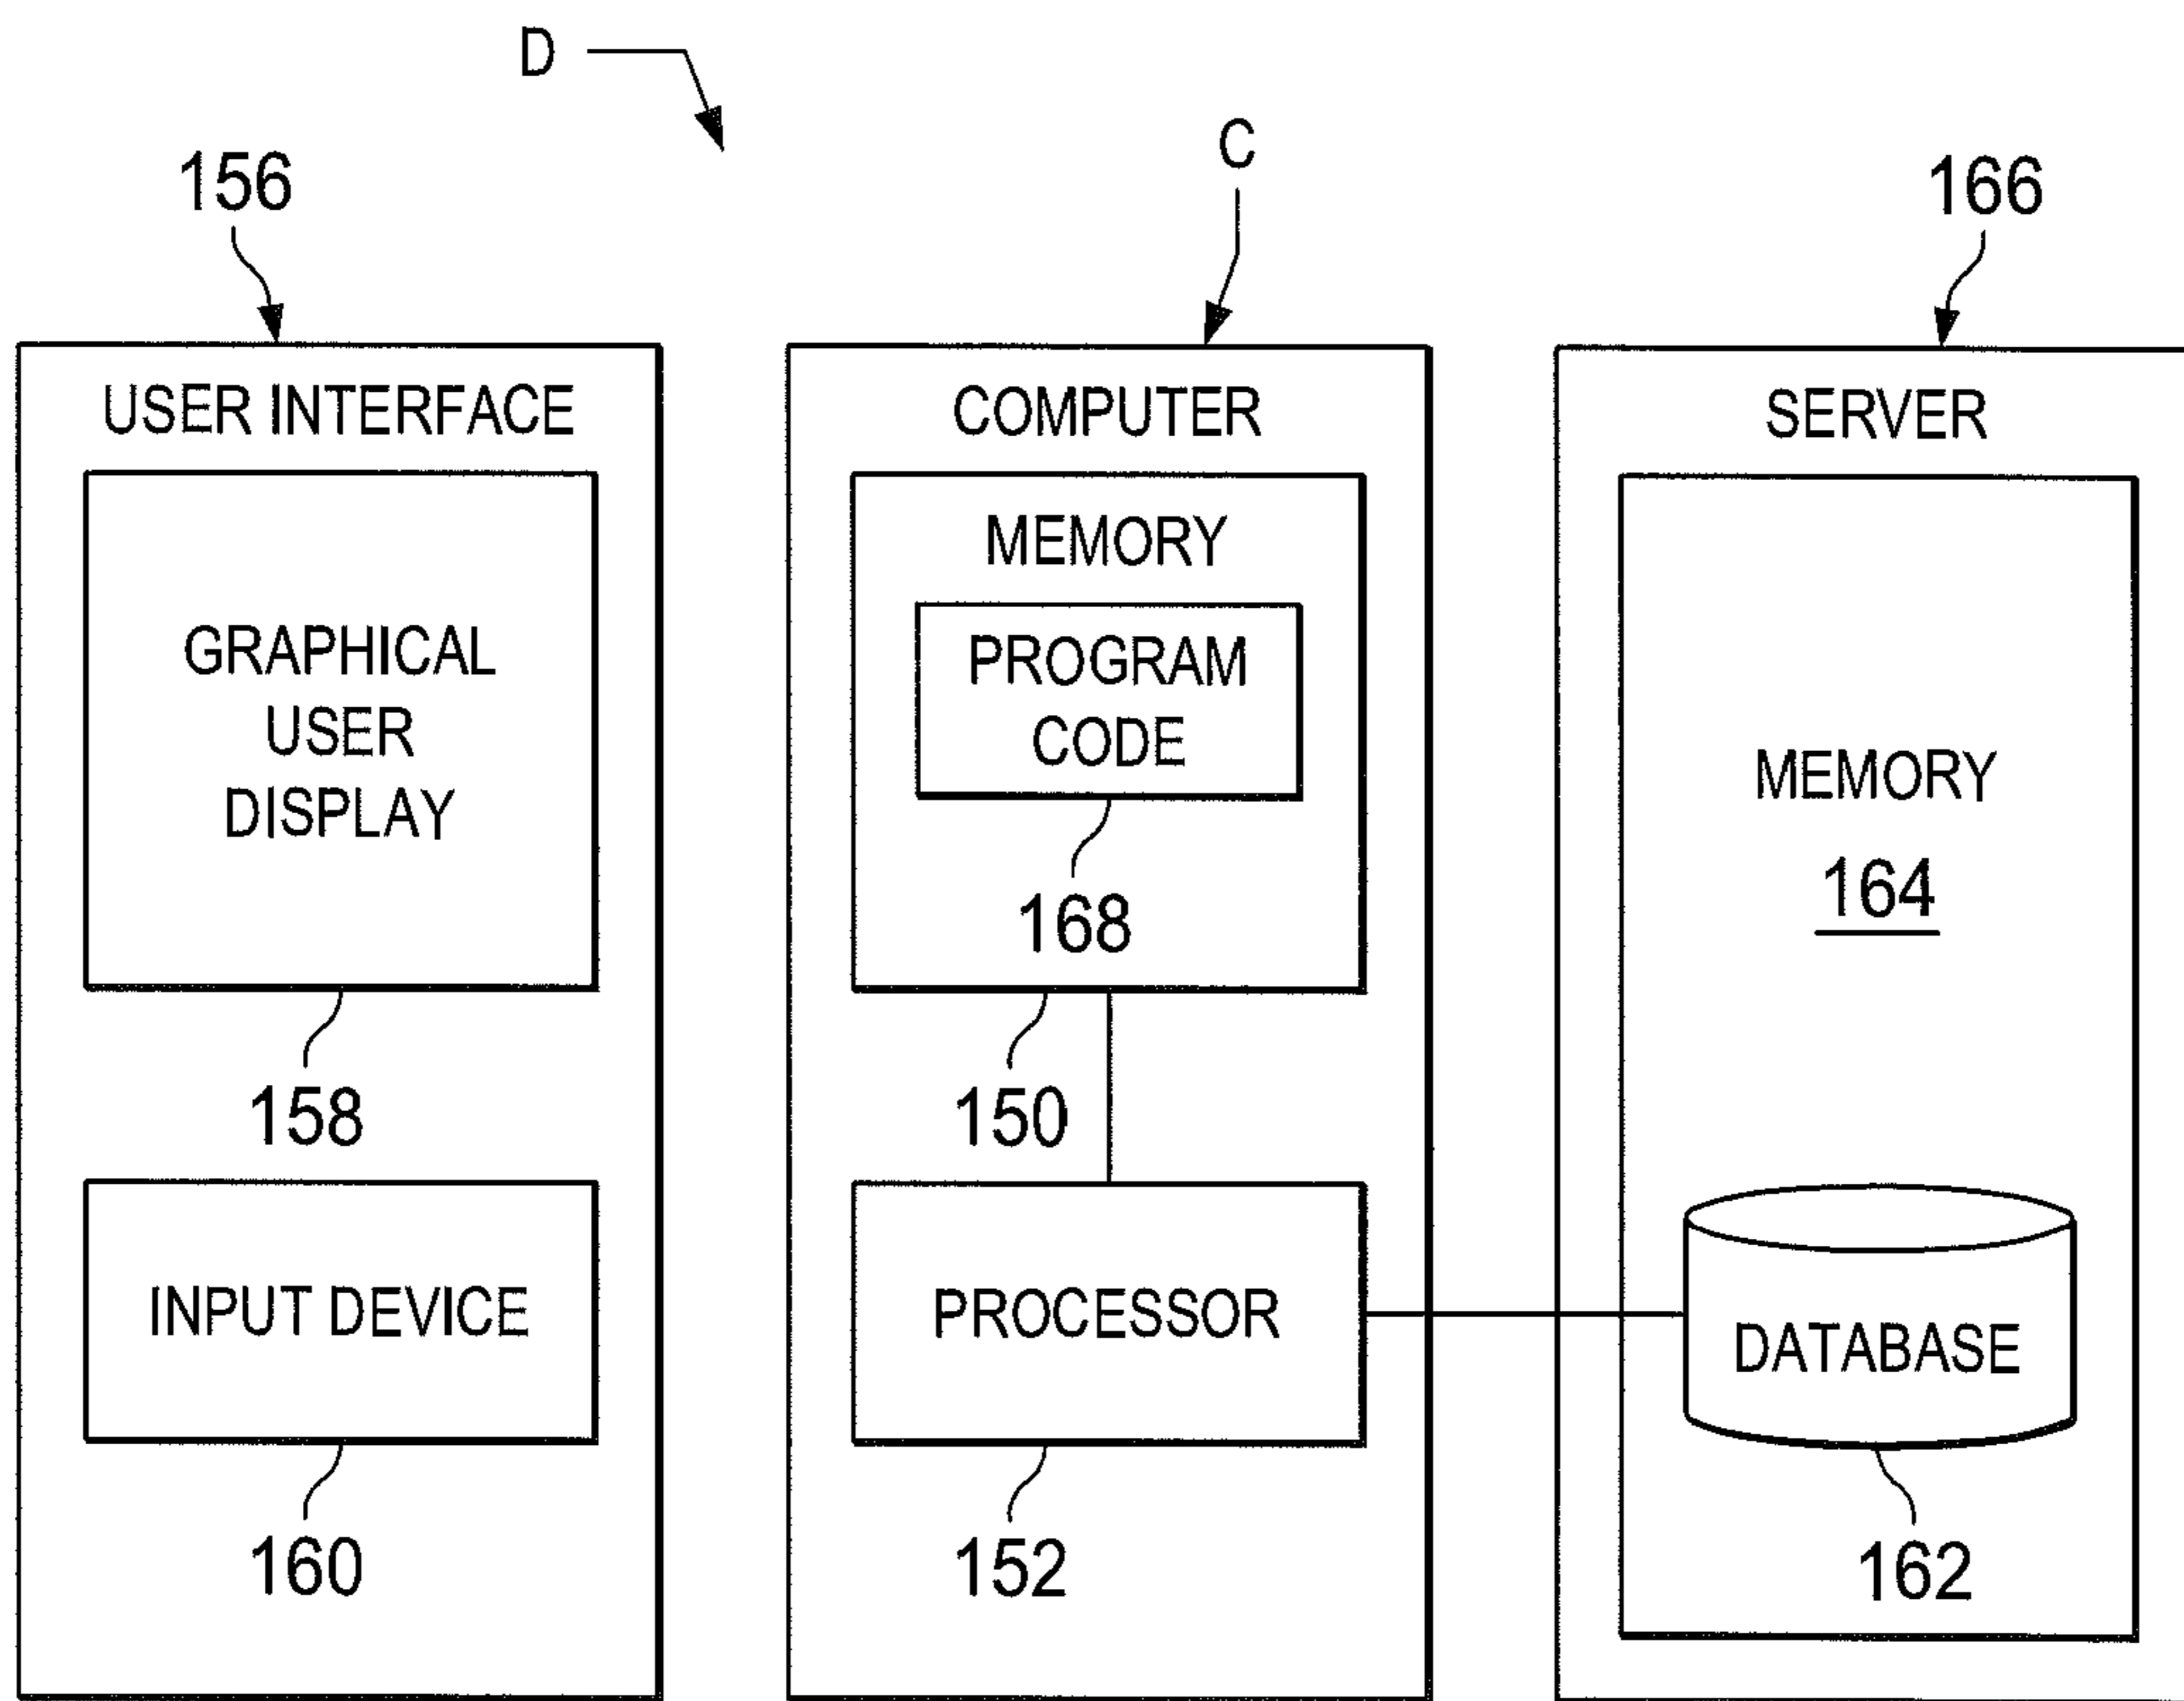 D
C
156
166
USER INTERFACE
GRAPHICAL
USER
DISPLAY
158
INPUT DEVICE
160
COMPUTER
MEMORY
PROGRAM
CODE
168
150
PROCESSOR
152
SERVER
MEMORY
164
DATABASE
162